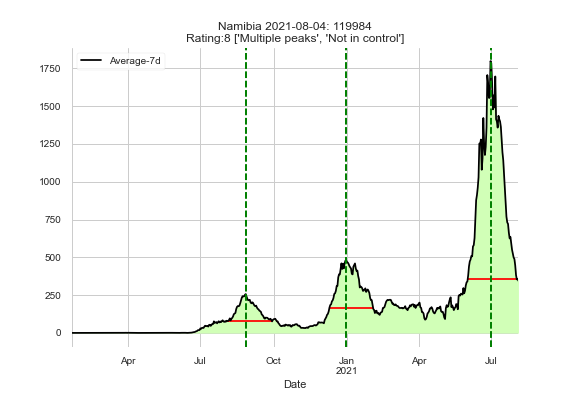 Namibia 2021-08-04: 119984
Rating:8 ['Multiple peaks', 'Not in control']
Average-7d
1750
1500
1250
1000
750
500
250
0
Apr
Jul
Oct
Jan
2021
Apr
Jul
Date